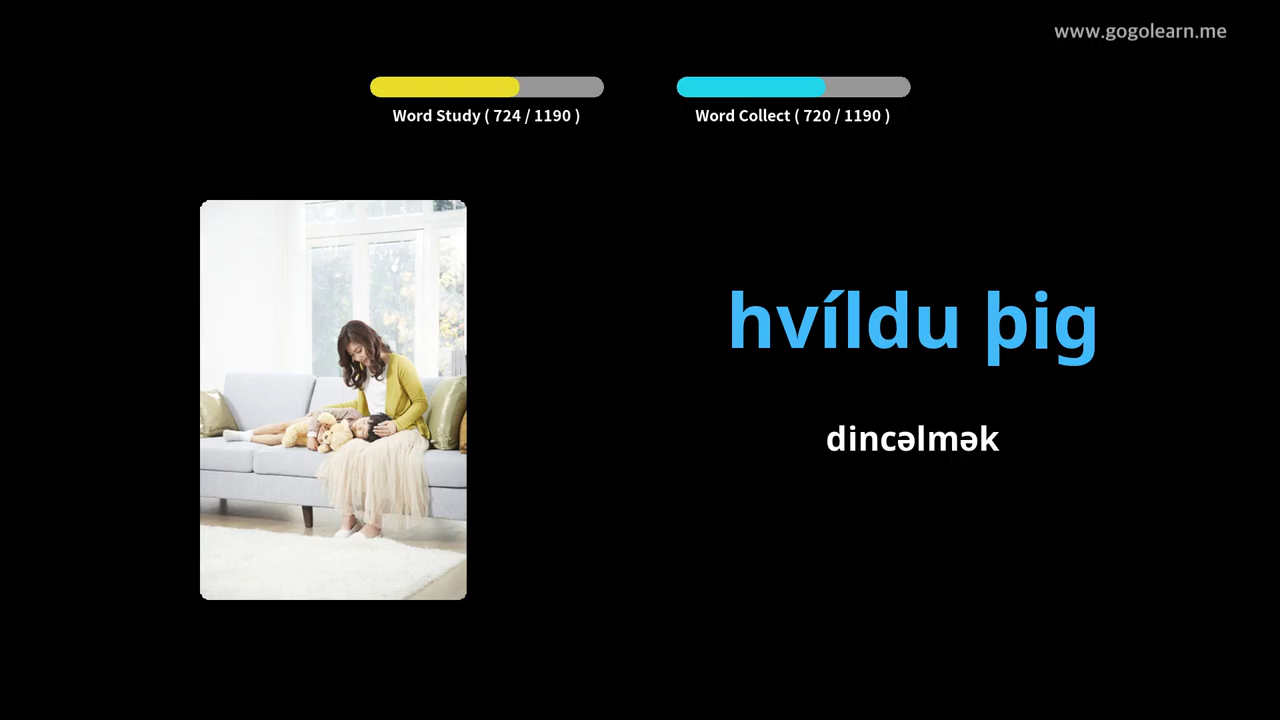 www.gogolearn.me
Word Study ( 724 / 1190 )
Word Collect ( 720 / 1190 )
hvíldu þig
dincəlmək